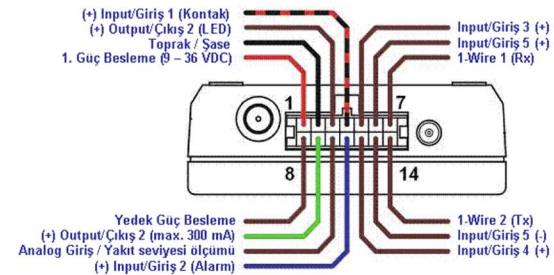 (+) Input/Giriş 1 (Kontak)
(+) Output/Çıkış 2 (LED)
Toprak / Şase
1. Güç Besleme (9 – 36 VDC)
Input/Giriş 3 (+)
Input/Giriş 5 (+)
1-Wire 1 (Rx)
1
7
8
14
Yedek Güç Besleme
(+) Output/Çıkış 2 (max. 300 mA)
Analog Giriş / Yakıt seviyesi ölçümü
(+) Input/Giriş 2 (Alarm)
1-Wire 2 (Tx)
Input/Giriş 5 (-)
Input/Giriş 4 (+)